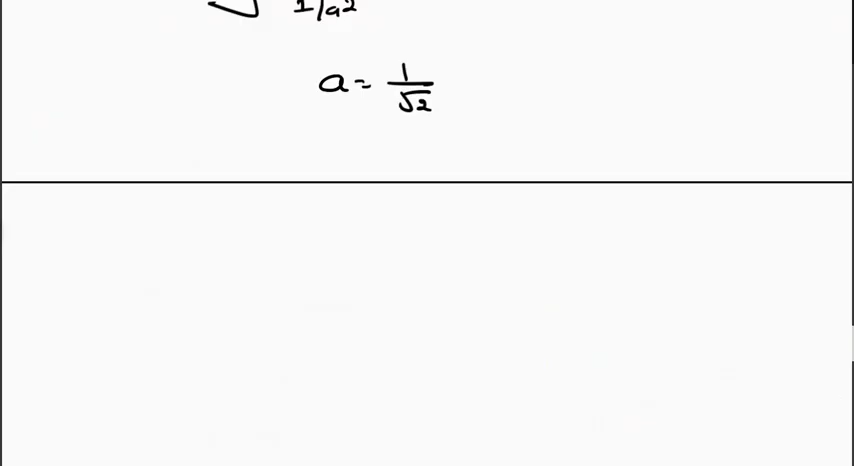 1/a2
a = 1/√2